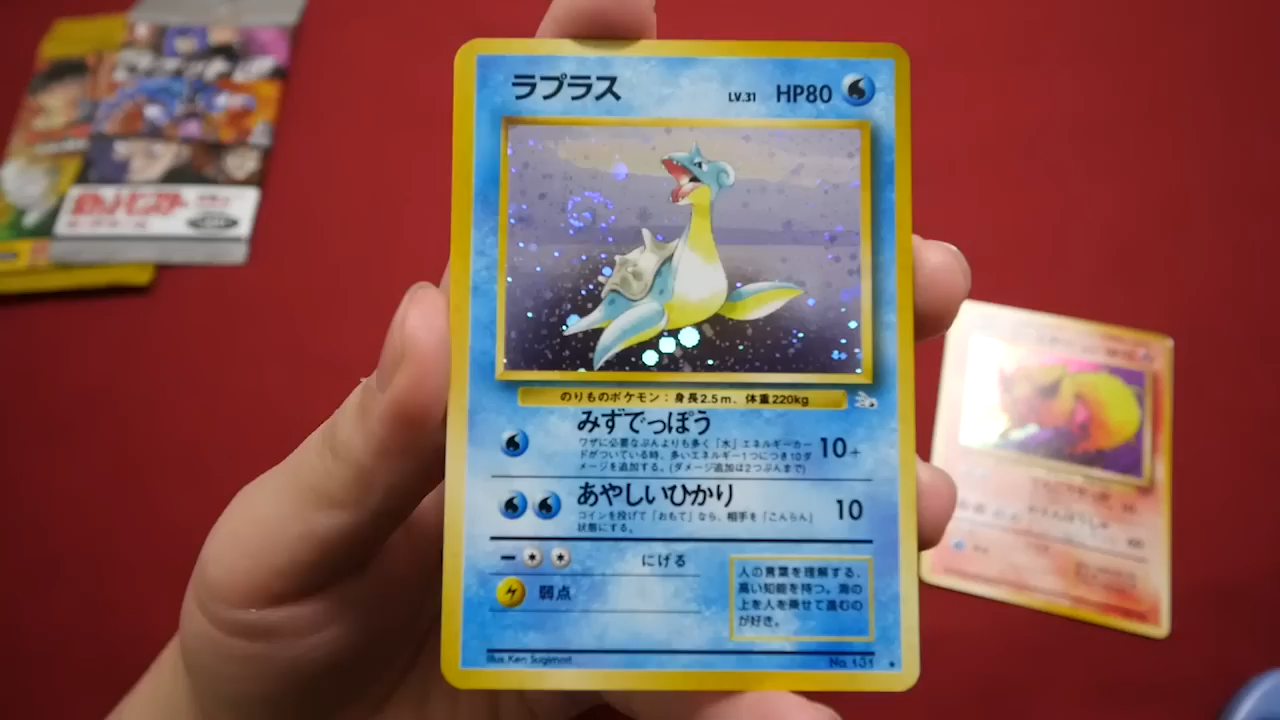 ラプラス LV.31 HP80
のりものポケモン：身長2.5m、体重220kg
みずでっぽう 10+
ワザに必要なぶんよりも多く「水」エネルギーカー
ドがついている時、多いエネルギー1つにつき10ダ
メージを追加する。(ダメージ追加は2つぶんまで)
あやしいひかり 10
コインを投げて「おもて」なら、相手を「こんらん」
状態にする。
にげる
弱点
人の言葉を理解する、
高い知能を持つ。海の
上を人を乗せて進むの
が好き。
Illus. Ken Sugimori No.131